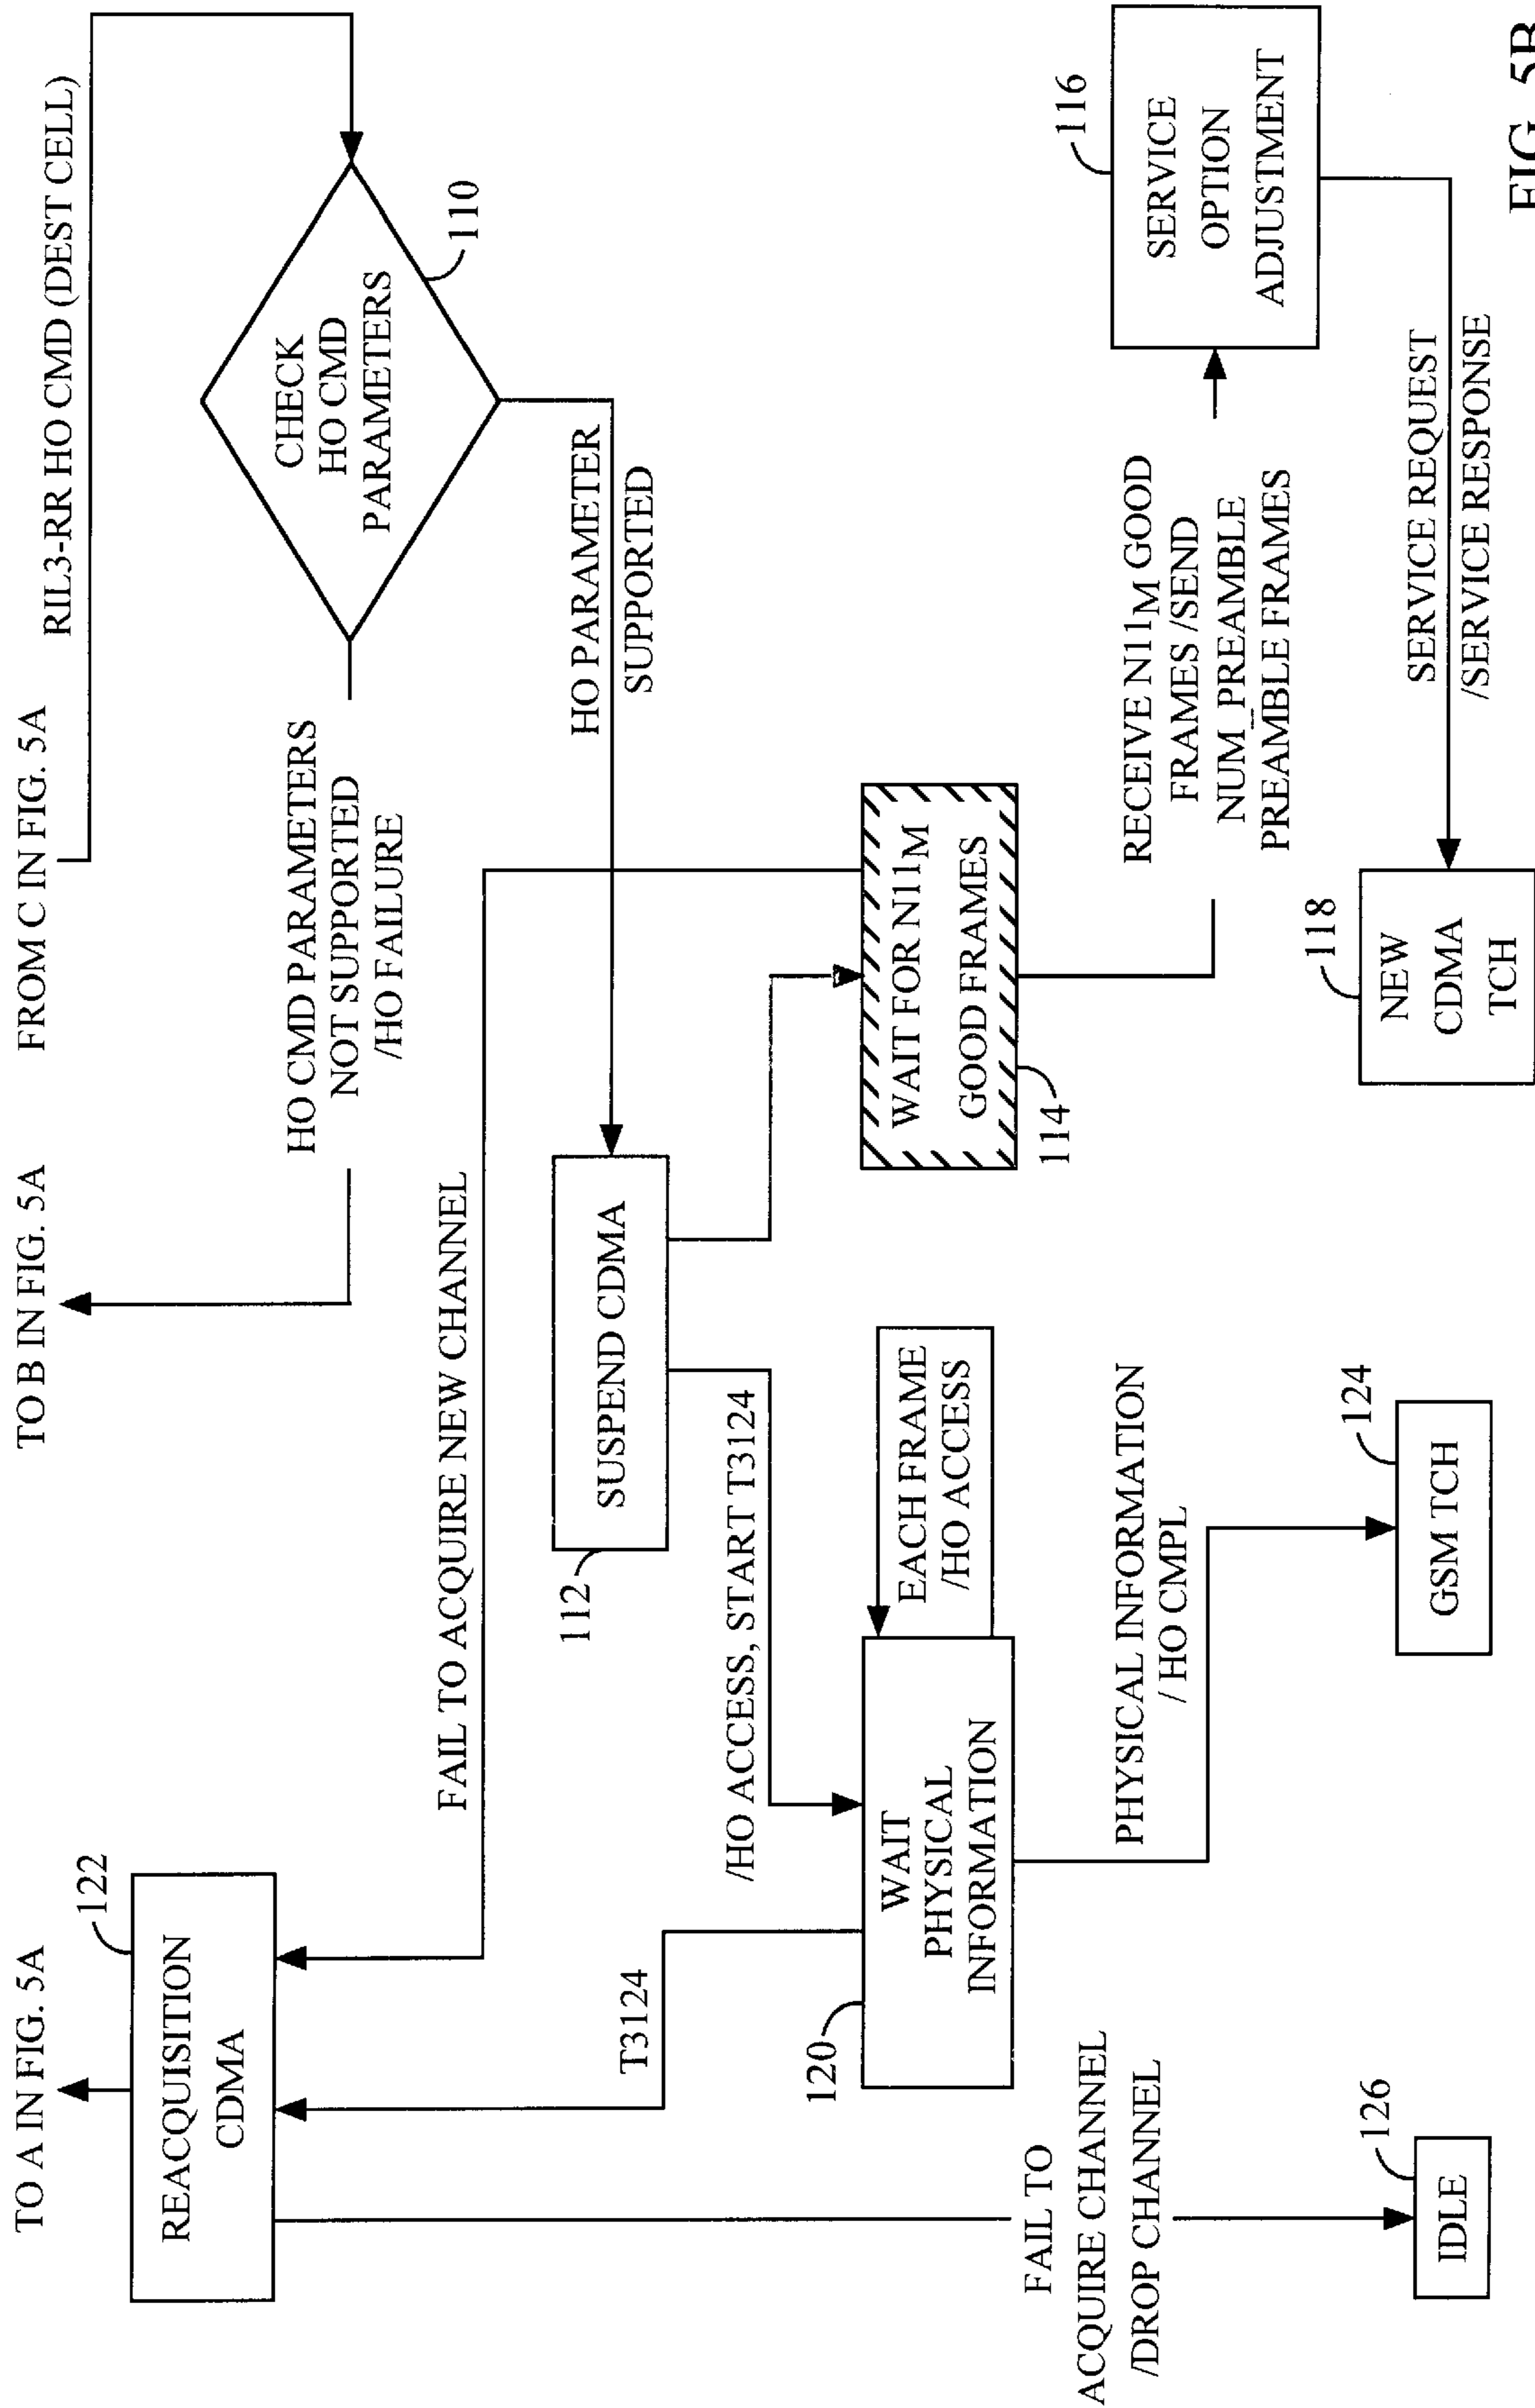 TO A IN FIG. 5A
TO B IN FIG. 5A
FROM C IN FIG. 5A
RIL3-RR HO CMD (DEST CELL)
122
REACQUISITION
CDMA
HO CMD PARAMETERS
NOT SUPPORTED
/HO FAILURE
CHECK
HO CMD
PARAMETERS
110
FAIL TO ACQUIRE NEW CHANNEL
HO PARAMETER
SUPPORTED
SUSPEND CDMA
112
T3124
/HO ACCESS, START T3124
120
WAIT
PHYSICAL
INFORMATION
EACH FRAME
/HO ACCESS
WAIT FOR N11M
GOOD FRAMES
114
RECEIVE N11M GOOD
FRAMES /SEND
NUM_PREAMBLE
PREAMBLE FRAMES
116
SERVICE
OPTION
ADJUSTMENT
FAIL TO
ACQUIRE CHANNEL
/DROP CHANNEL
PHYSICAL INFORMATION
/ HO CMPL
SERVICE REQUEST
/SERVICE RESPONSE
126
IDLE
124
GSM TCH
118
NEW
CDMA
TCH
FIG. 5B